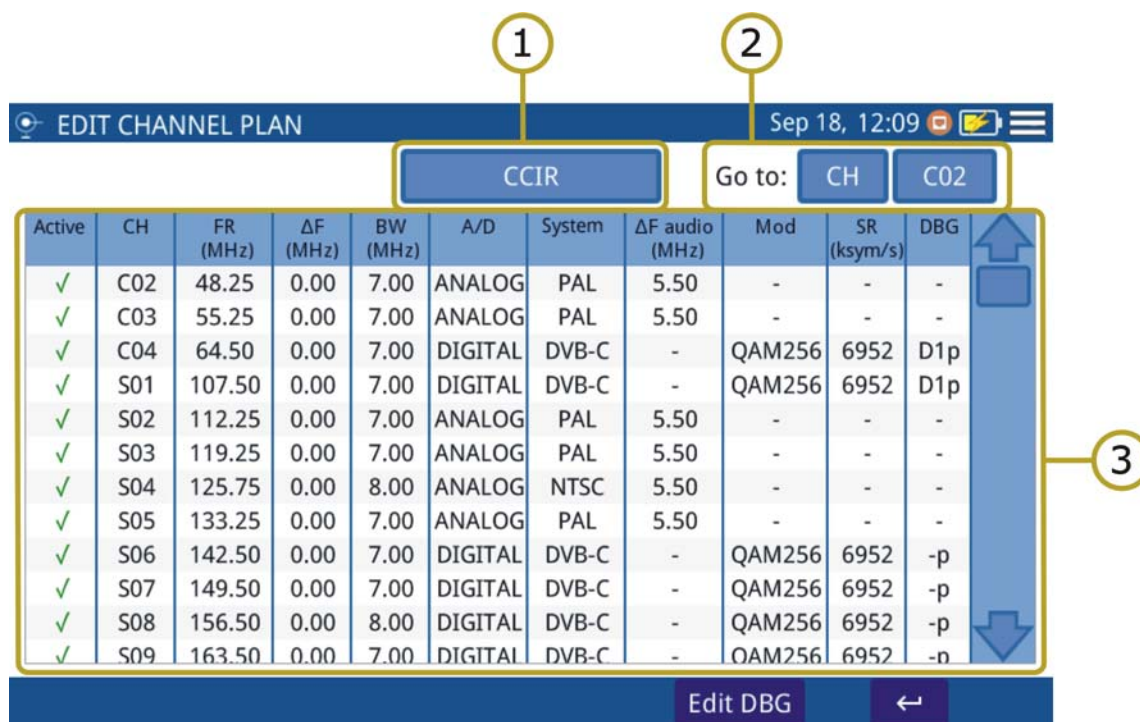 1 2
EDIT CHANNEL PLAN Sep 18, 12:09
CCIR Go to: CH C02
Active CH FR (MHz) ΔF (MHz) BW (MHz) A/D System ΔF audio (MHz) Mod SR (ksym/s) DBG
√ C02 48.25 0.00 7.00 ANALOG PAL 5.50 - - -
√ C03 55.25 0.00 7.00 ANALOG PAL 5.50 - - -
√ C04 64.50 0.00 7.00 DIGITAL DVB-C - QAM256 6952 D1p
√ S01 107.50 0.00 7.00 DIGITAL DVB-C - QAM256 6952 D1p
√ S02 112.25 0.00 7.00 ANALOG PAL 5.50 - - -
√ S03 119.25 0.00 7.00 ANALOG PAL 5.50 - - -
3
√ S04 125.75 0.00 8.00 ANALOG NTSC 5.50 - - -
√ S05 133.25 0.00 7.00 ANALOG PAL 5.50 - - -
√ S06 142.50 0.00 7.00 DIGITAL DVB-C - QAM256 6952 -p
√ S07 149.50 0.00 7.00 DIGITAL DVB-C - QAM256 6952 -p
√ S08 156.50 0.00 8.00 DIGITAL DVB-C - QAM256 6952 -p
√ S09 163.50 0.00 7.00 DIGITAL DVB-C - QAM256 6952 -p
Edit DBG ↵